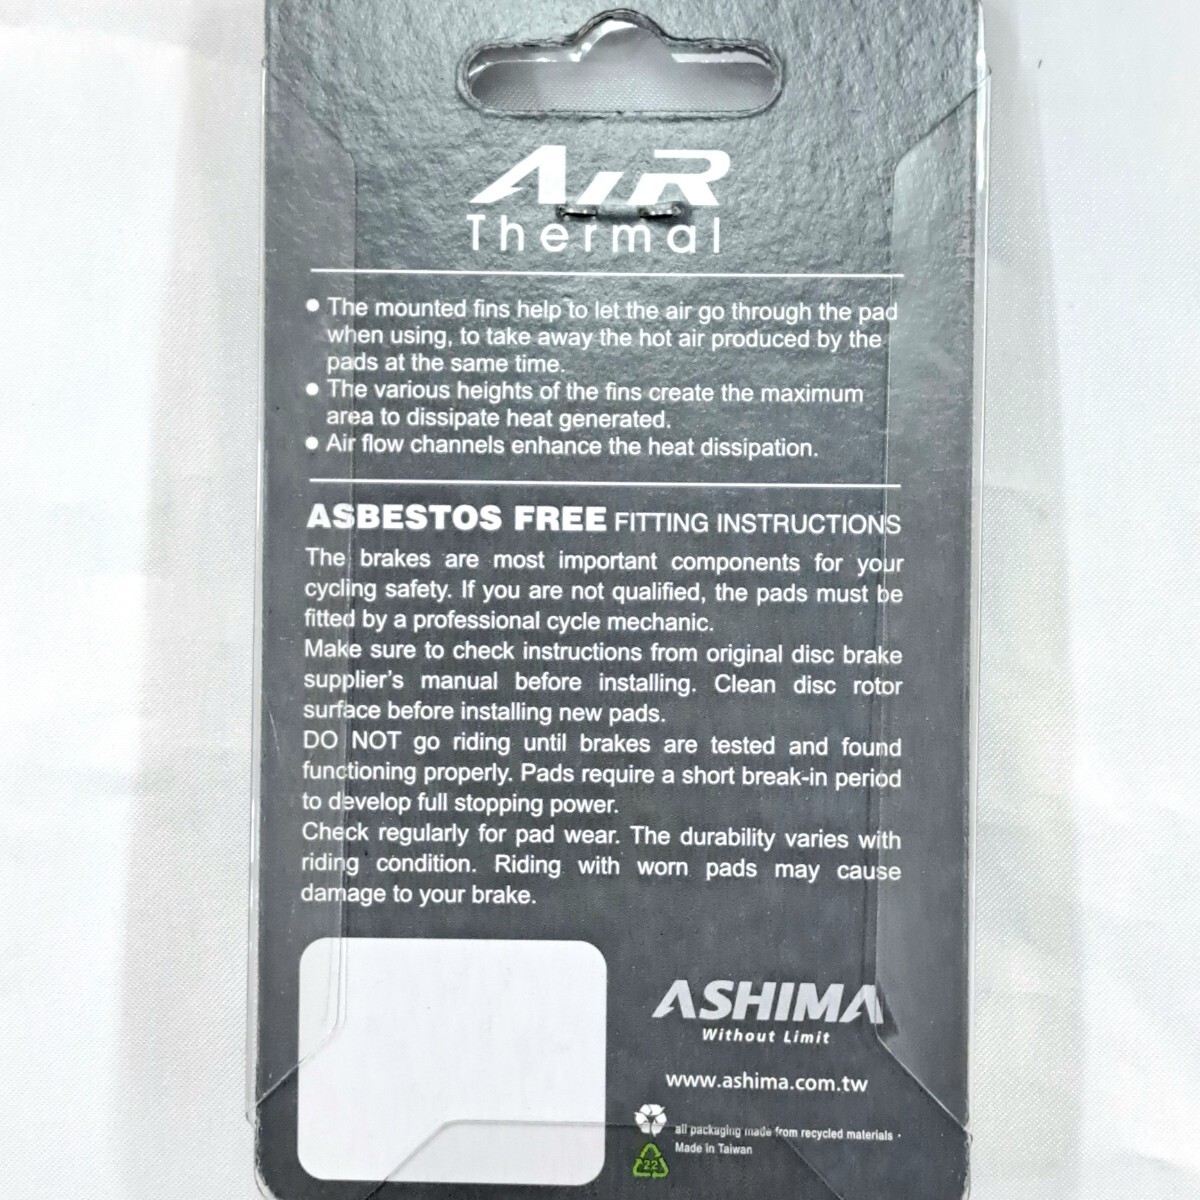 AiR
Thermal
● The mounted fins help to let the air go through the pad
when using, to take away the hot air produced by the
pads at the same time.
● The various heights of the fins create the maximum
area to dissipate heat generated.
● Air flow channels enhance the heat dissipation.
ASBESTOS FREE FITTING INSTRUCTIONS
The brakes are most important components for your
cycling safety. If you are not qualified, the pads must be
fitted by a professional cycle mechanic.
Make sure to check instructions from original disc brake
supplier's manual before installing. Clean disc rotor
surface before installing new pads.
DO NOT go riding until brakes are tested and found
functioning properly. Pads require a short break-in period
to develop full stopping power.
Check regularly for pad wear. The durability varies with
riding condition. Riding with worn pads may cause
damage to your brake.
ASHIMA
Without Limit
www.ashima.com.tw
all packaging made from recycled materials .
Made in Taiwan
22